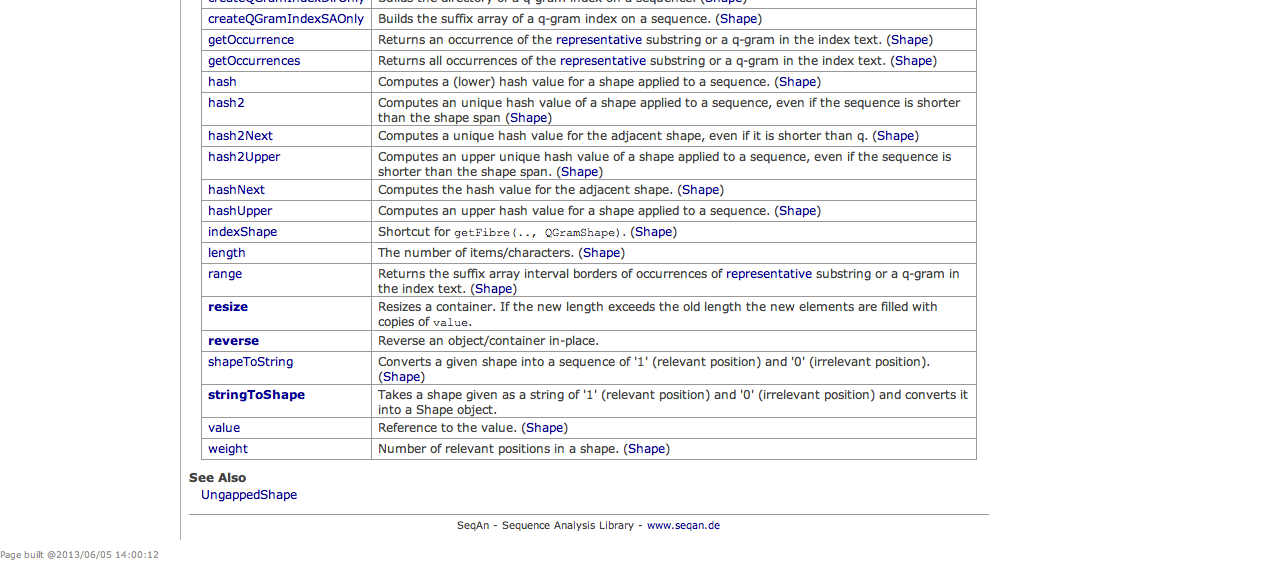 createQGramIndexDirOnly Builds the directory of a q-gram index on a sequence. (Shape)
createQGramIndexSAOnly Builds the suffix array of a q-gram index on a sequence. (Shape)
getOccurrence Returns an occurrence of the representative substring or a q-gram in the index text. (Shape)
getOccurrences Returns all occurrences of the representative substring or a q-gram in the index text. (Shape)
hash Computes a (lower) hash value for a shape applied to a sequence. (Shape)
hash2 Computes an unique hash value of a shape applied to a sequence, even if the sequence is shorter
than the shape span (Shape)
hash2Next Computes a unique hash value for the adjacent shape, even if it is shorter than q. (Shape)
hash2Upper Computes an upper unique hash value of a shape applied to a sequence, even if the sequence is
shorter than the shape span. (Shape)
hashNext Computes the hash value for the adjacent shape. (Shape)
hashUpper Computes an upper hash value for a shape applied to a sequence. (Shape)
indexShape Shortcut for getFibre(.., QGramShape). (Shape)
length The number of items/characters. (Shape)
range Returns the suffix array interval borders of occurrences of representative substring or a q-gram in
the index text. (Shape)
resize Resizes a container. If the new length exceeds the old length the new elements are filled with
copies of value.
reverse Reverse an object/container in-place.
shapeToString Converts a given shape into a sequence of '1' (relevant position) and '0' (irrelevant position).
(Shape)
stringToShape Takes a shape given as a string of '1' (relevant position) and '0' (irrelevant position) and converts it
into a Shape object.
value Reference to the value. (Shape)
weight Number of relevant positions in a shape. (Shape)
See Also
UngappedShape
SeqAn - Sequence Analysis Library - www.seqan.de
Page built @2013/06/05 14:00:12